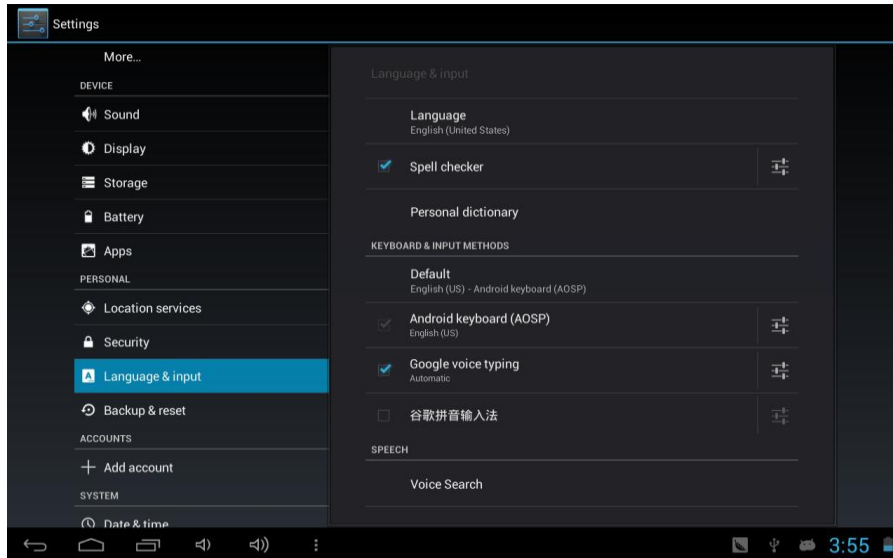 Settings
More...
DEVICE
Sound
Display
Storage
Battery
Apps
PERSONAL
Location services
Security
Language & input
Backup & reset
ACCOUNTS
Add account
SYSTEM
Date & time
Language & input
Language
English (United States)
Spell checker
Personal dictionary
KEYBOARD & INPUT METHODS
Default
English (US) - Android keyboard (AOSP)
Android keyboard (AOSP)
English (US)
Google voice typing
Automatic
谷歌拼音输入法
SPEECH
Voice Search
3:55